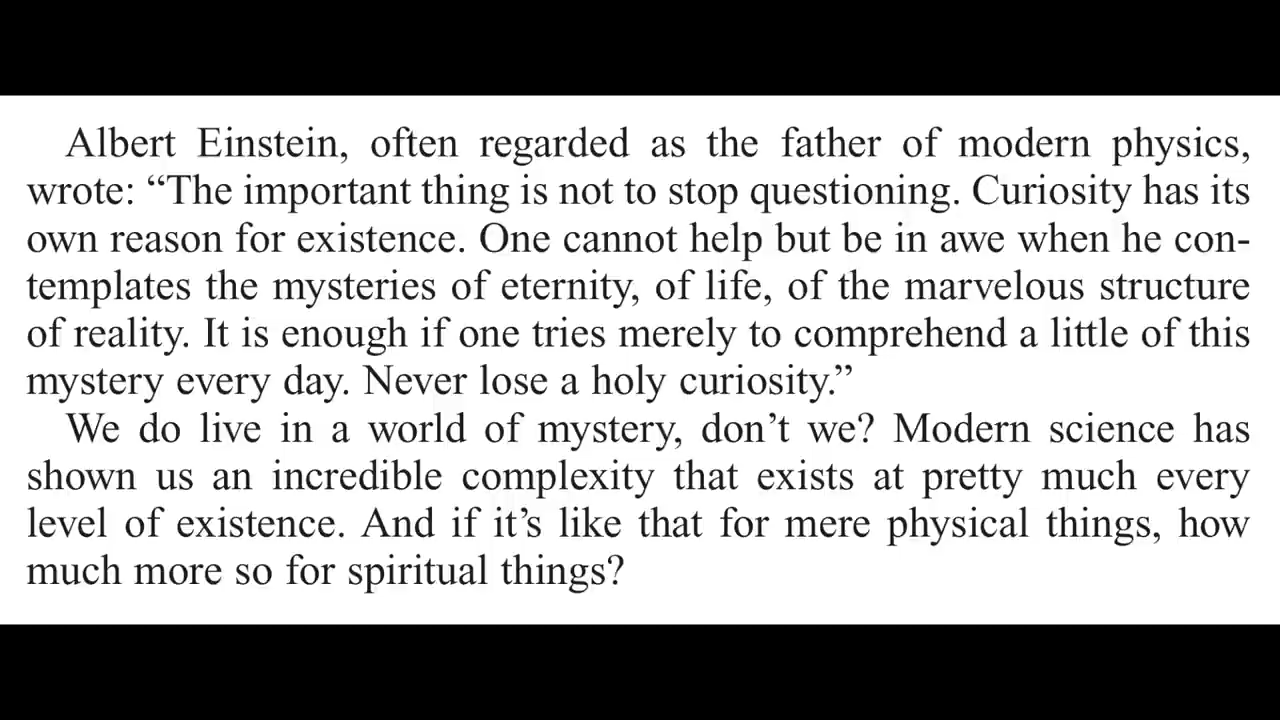 Albert Einstein, often regarded as the father of modern physics,
wrote: “The important thing is not to stop questioning. Curiosity has its
own reason for existence. One cannot help but be in awe when he con-
templates the mysteries of eternity, of life, of the marvelous structure
of reality. It is enough if one tries merely to comprehend a little of this
mystery every day. Never lose a holy curiosity.”
We do live in a world of mystery, don’t we? Modern science has
shown us an incredible complexity that exists at pretty much every
level of existence. And if it’s like that for mere physical things, how
much more so for spiritual things?